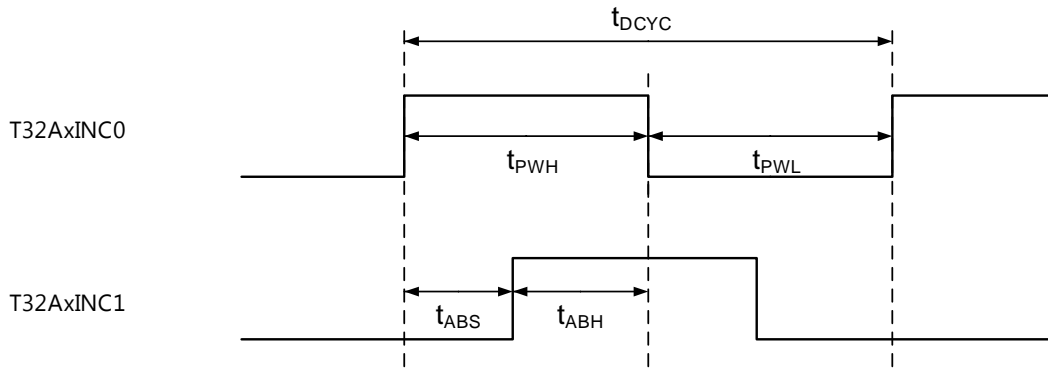 tDCYC
T32AxINC0
tPWH tPWL
T32AxINC1
tABS tABH